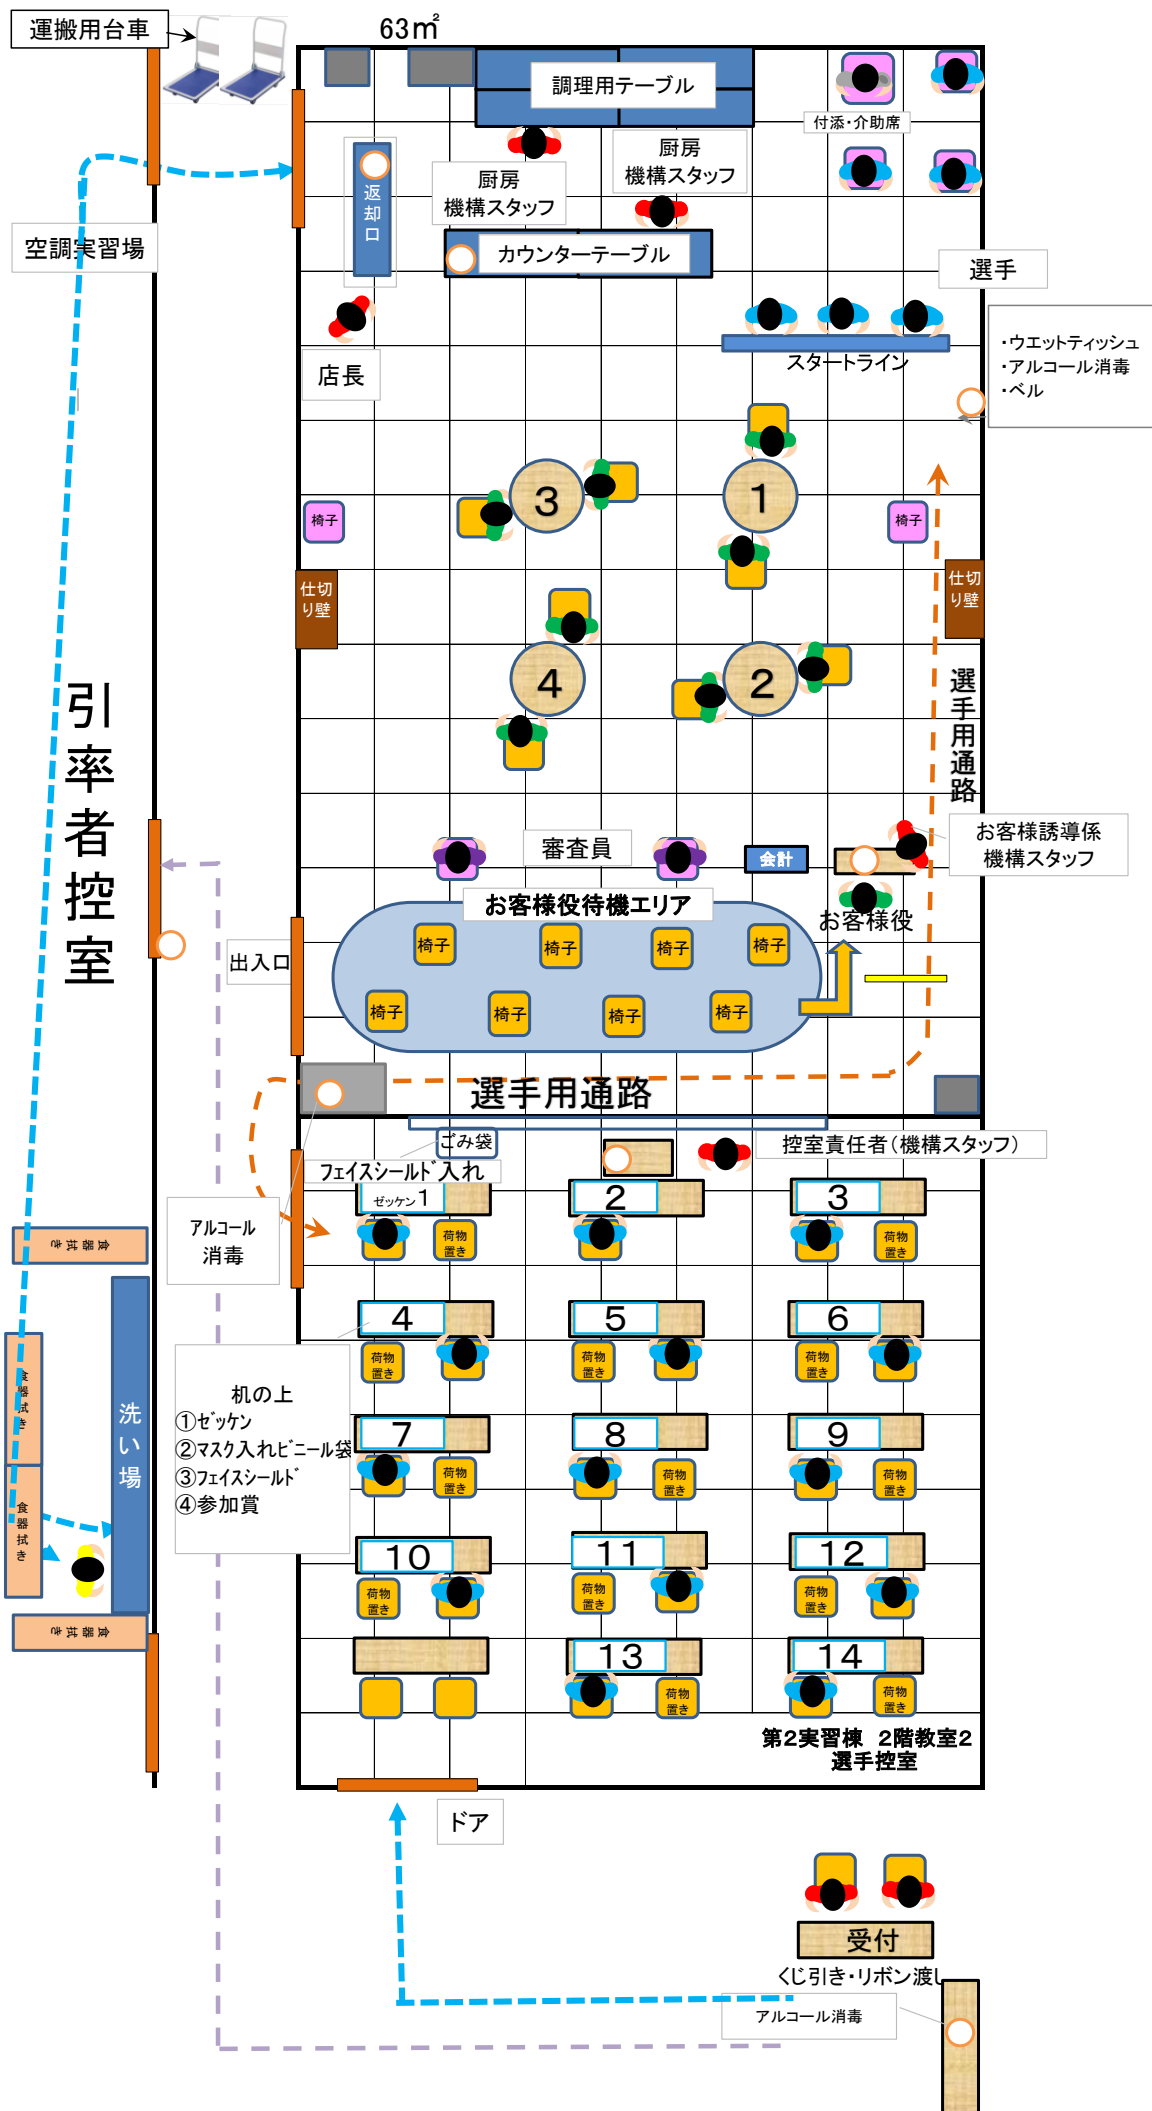 運搬用台車
63㎡
調理用テーブル
付添・介助席
厨房
機構スタッフ
厨房
機構スタッフ
返却口
カウンターテーブル
空調実習場
選手
・ウエットティッシュ
・アルコール消毒
・ベル
スタートライン
店長
3
1
椅子
椅子
仕切
り壁
仕切
り壁
4
2
選手用通路
引率者控室
お客様誘導係
機構スタッフ
審査員
会計
お客様役待機エリア
お客様役
椅子
椅子
椅子
椅子
出入口
椅子
椅子
椅子
椅子
選手用通路
ごみ袋
控室責任者（機構スタッフ）
フェイスシールド入れ
ゼッケン1
2
3
アルコール
消毒
荷物
置き
荷物
置き
食器拭き
4
5
6
荷物
置き
荷物
置き
荷物
置き
机の上
①ゼッケン
②マスク入れビニール袋
③フェイスシールド
④参加賞
食器拭き
洗い場
7
8
9
荷物
置き
荷物
置き
荷物
置き
食器拭き
10
11
12
荷物
置き
荷物
置き
荷物
置き
食器拭き
13
14
荷物
置き
荷物
置き
第2実習棟　2階教室2
選手控室
ドア
受付
くじ引き・リボン渡し
アルコール消毒